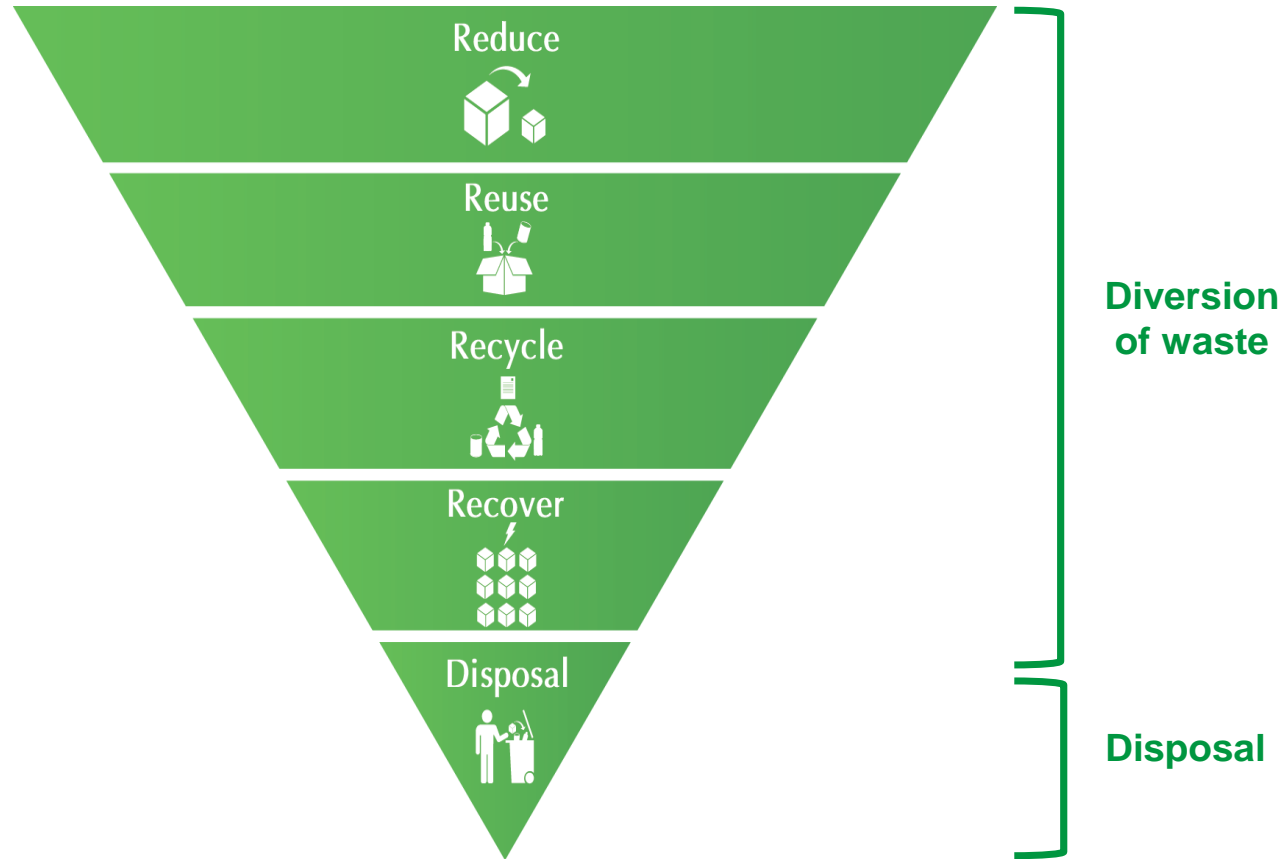 Reduce
Reuse
Recycle
Recover
Disposal
Diversion
of waste
Disposal